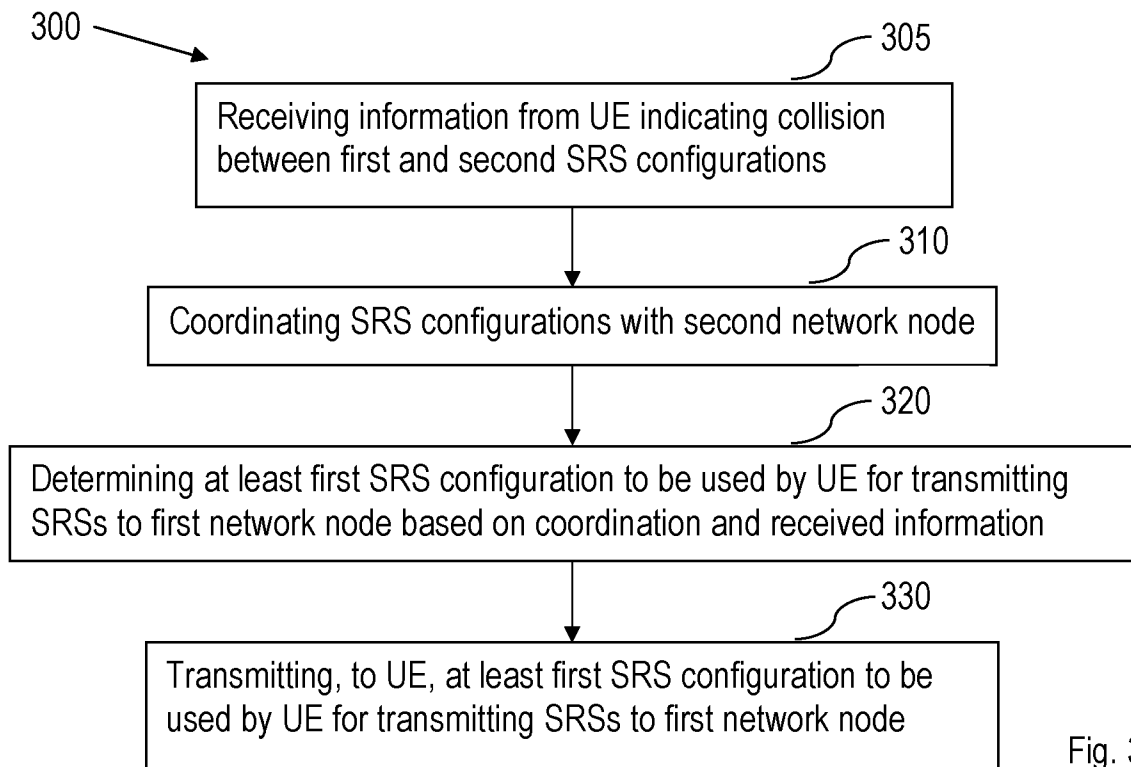 300
305
Receiving information from UE indicating collision
between first and second SRS configurations
310
Coordinating SRS configurations with second network node
320
Determining at least first SRS configuration to be used by UE for transmitting
SRSs to first network node based on coordination and received information
330
Transmitting, to UE, at least first SRS configuration to be
used by UE for transmitting SRSs to first network node
Fig.